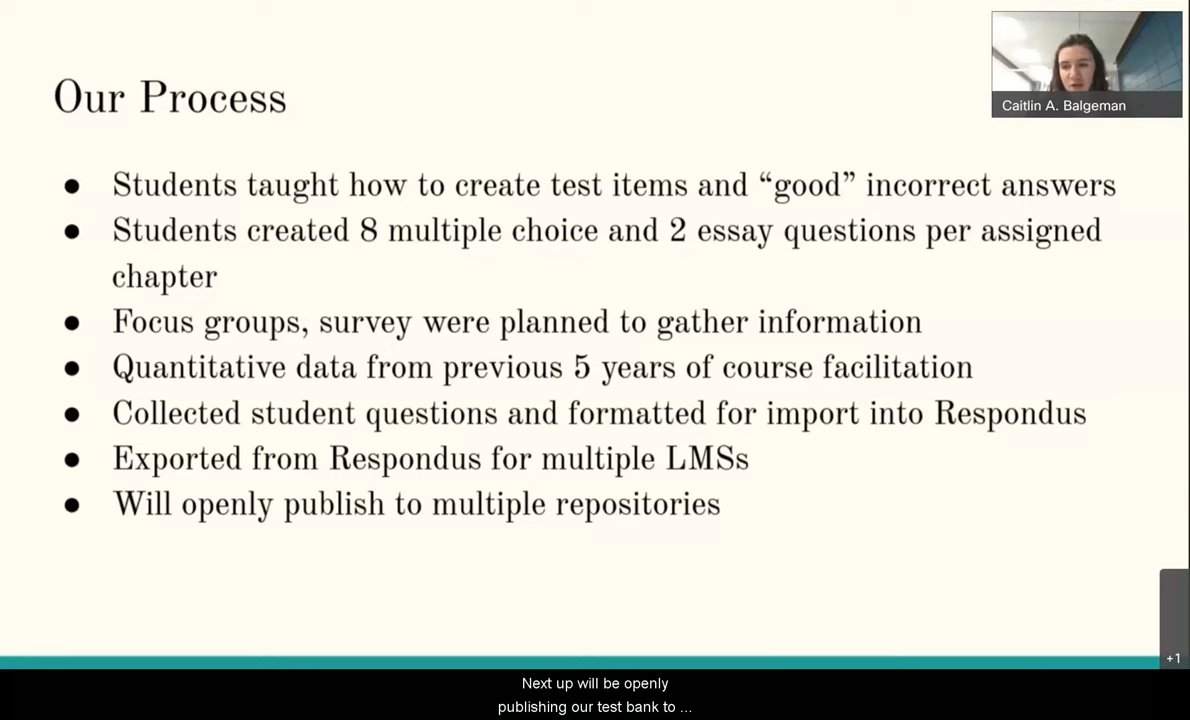 Our Process
Caitlin A. Balgeman
● Students taught how to create test items and “good” incorrect answers
● Students created 8 multiple choice and 2 essay questions per assigned
chapter
● Focus groups, survey were planned to gather information
● Quantitative data from previous 5 years of course facilitation
● Collected student questions and formatted for import into Respondus
● Exported from Respondus for multiple LMSs
● Will openly publish to multiple repositories
+1
Next up will be openly
publishing our test bank to ...